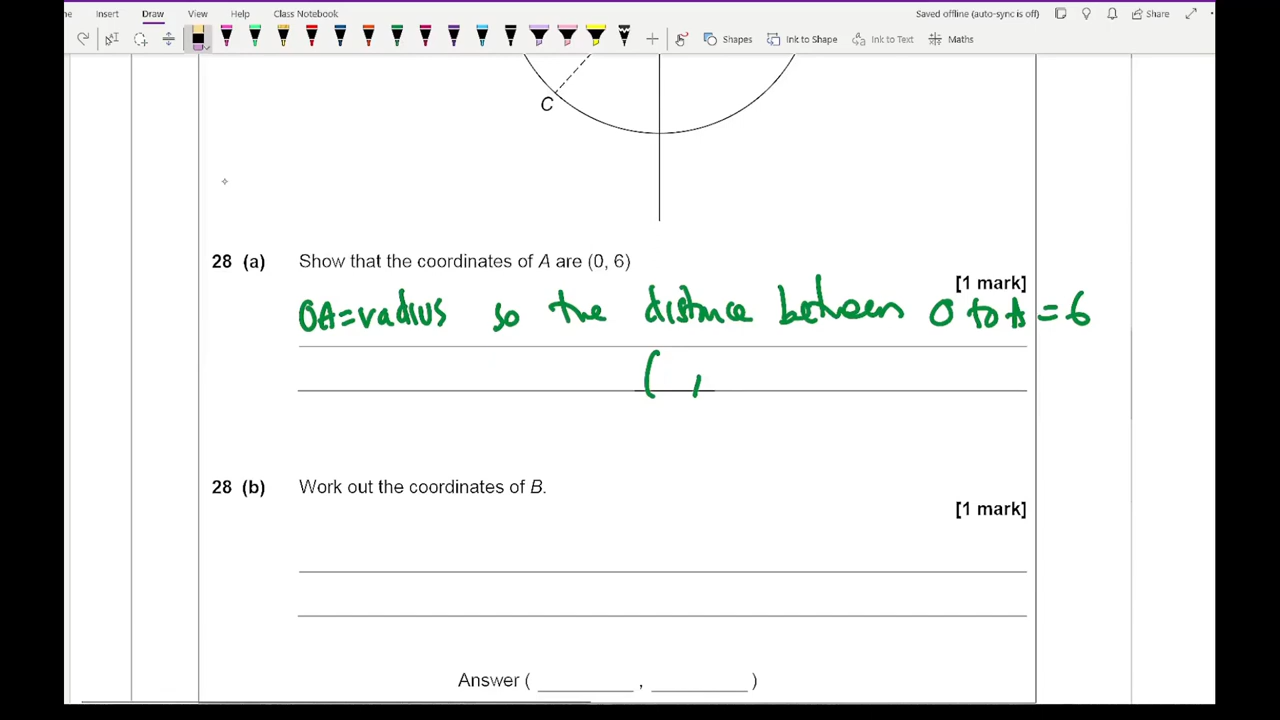 Insert Draw View Help Class Notebook Saved offline (auto-sync is off) Share
Shapes Ink to Shape Ink to Text Maths
C
28 (a) Show that the coordinates of A are (0, 6)
[1 mark]
OA=radius so the distance between O to A = 6
( ,
28 (b) Work out the coordinates of B.
[1 mark]
Answer ( , )